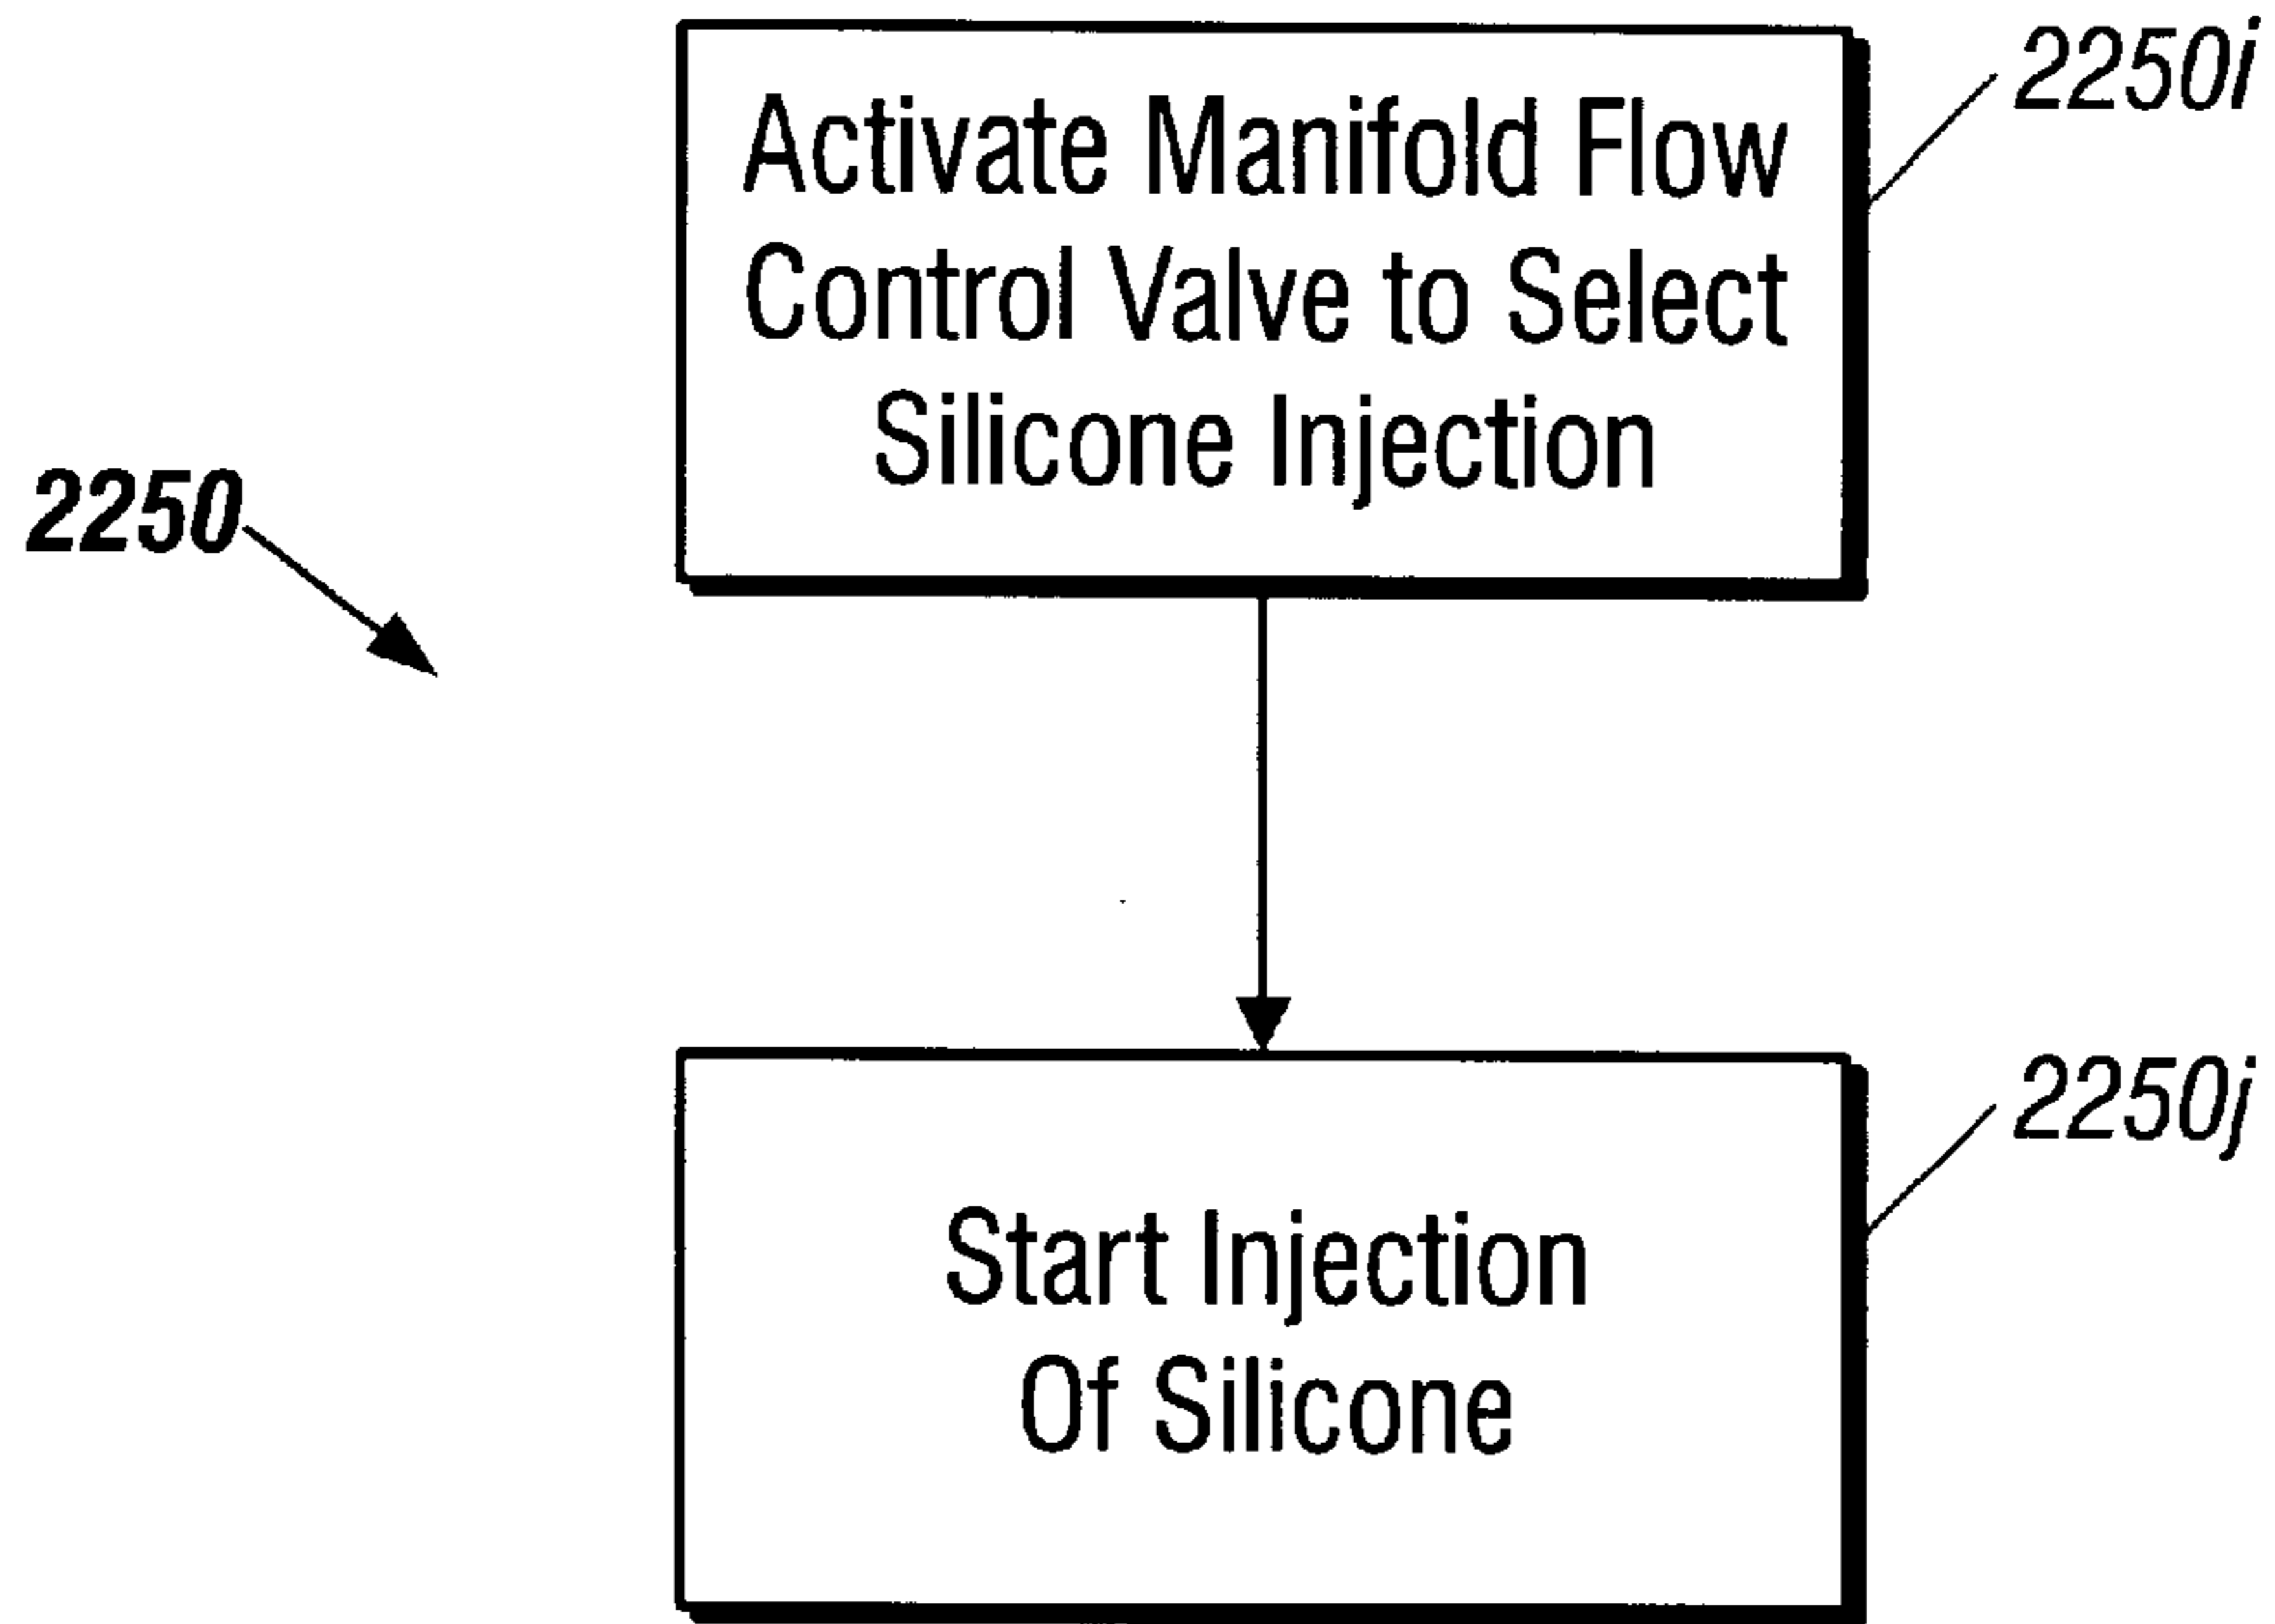 Activate Manifold Flow
Control Valve to Select
Silicone Injection
2250i
2250
Start Injection
Of Silicone
2250j